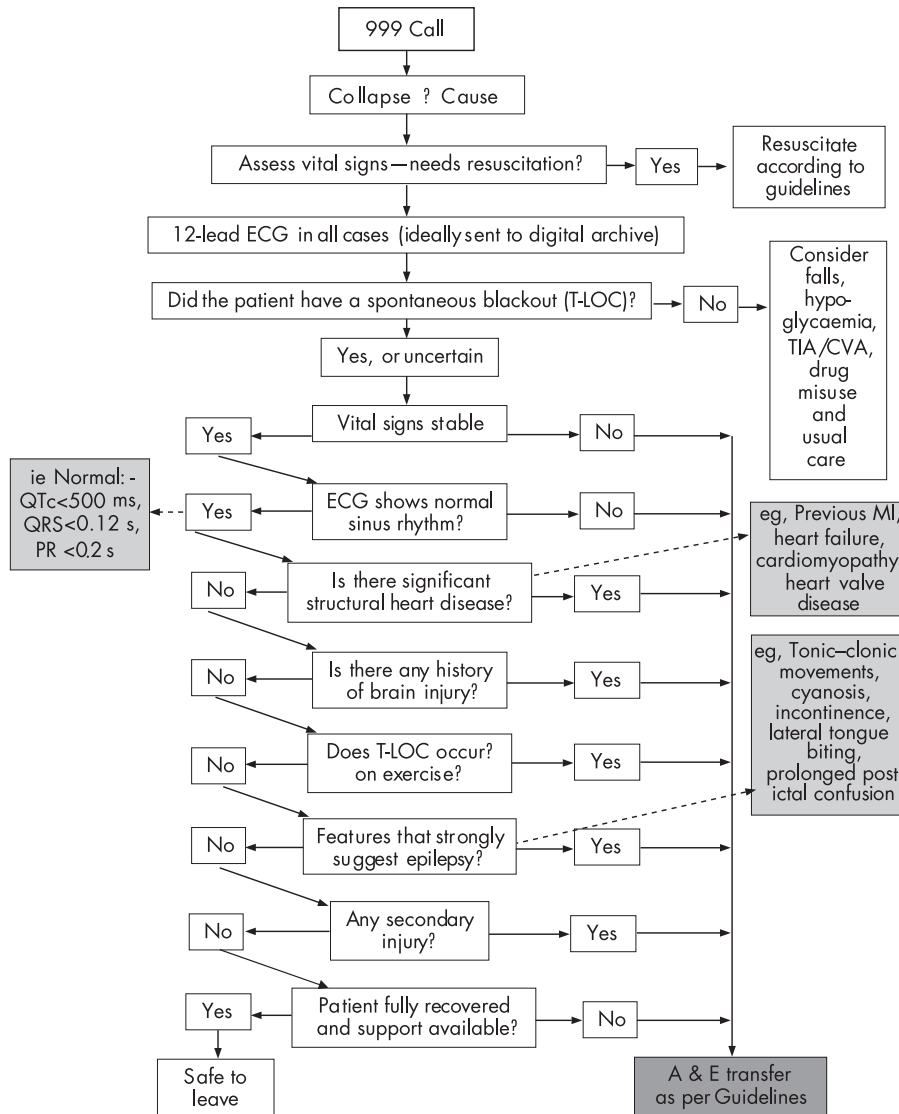 999 Call
Collapse ? Cause
Assess vital signs—needs resuscitation?
Yes
Resuscitate
according to
guidelines
12-lead ECG in all cases (ideally sent to digital archive)
Did the patient have a spontaneous blackout (T-LOC)?
No
Consider
falls,
hypo-
glycaemia,
TIA/CVA,
drug
misuse
and
usual
care
Yes, or uncertain
Yes
Vital signs stable
No
ie Normal: -
QTc<500 ms,
QRS<0.12 s,
PR <0.2 s
Yes
ECG shows normal
sinus rhythm?
No
eg, Previous MI,
heart failure,
cardiomyopathy
heart valve
disease
No
Is there significant
structural heart disease?
Yes
No
Is there any history
of brain injury?
Yes
eg, Tonic–clonic
movements,
cyanosis,
incontinence,
lateral tongue
biting,
prolonged post
ictal confusion
No
Does T-LOC occur?
on exercise?
Yes
No
Features that strongly
suggest epilepsy?
Yes
No
Any secondary
injury?
Yes
Yes
Patient fully recovered
and support available?
No
Safe to
leave
A & E transfer
as per Guidelines